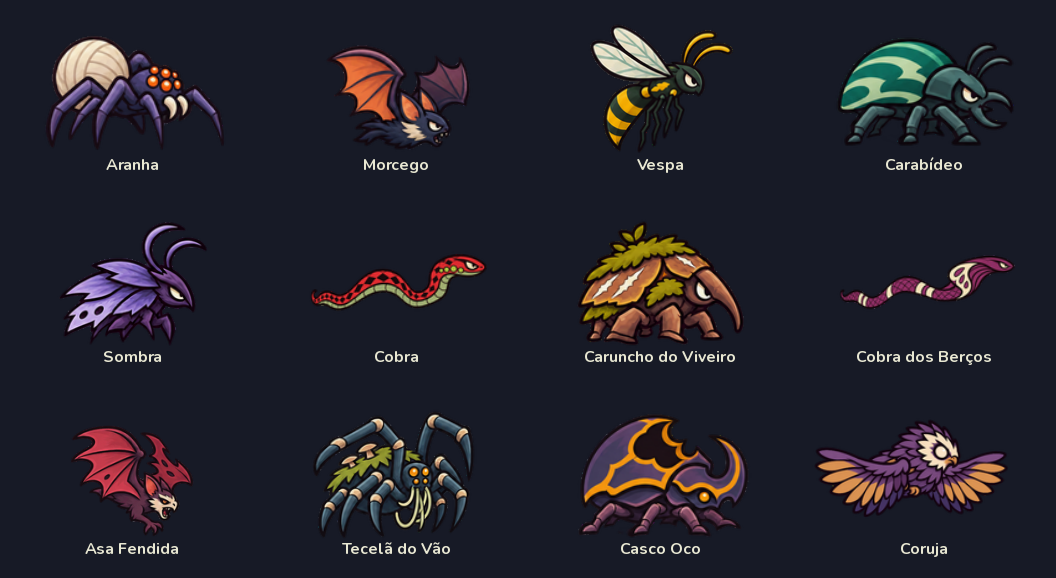 Aranha
Morcego
Vespa
Carabídeo
Sombra
Cobra
Caruncho do Viveiro
Cobra dos Berços
Asa Fendida
Tecelã do Vão
Casco Oco
Coruja